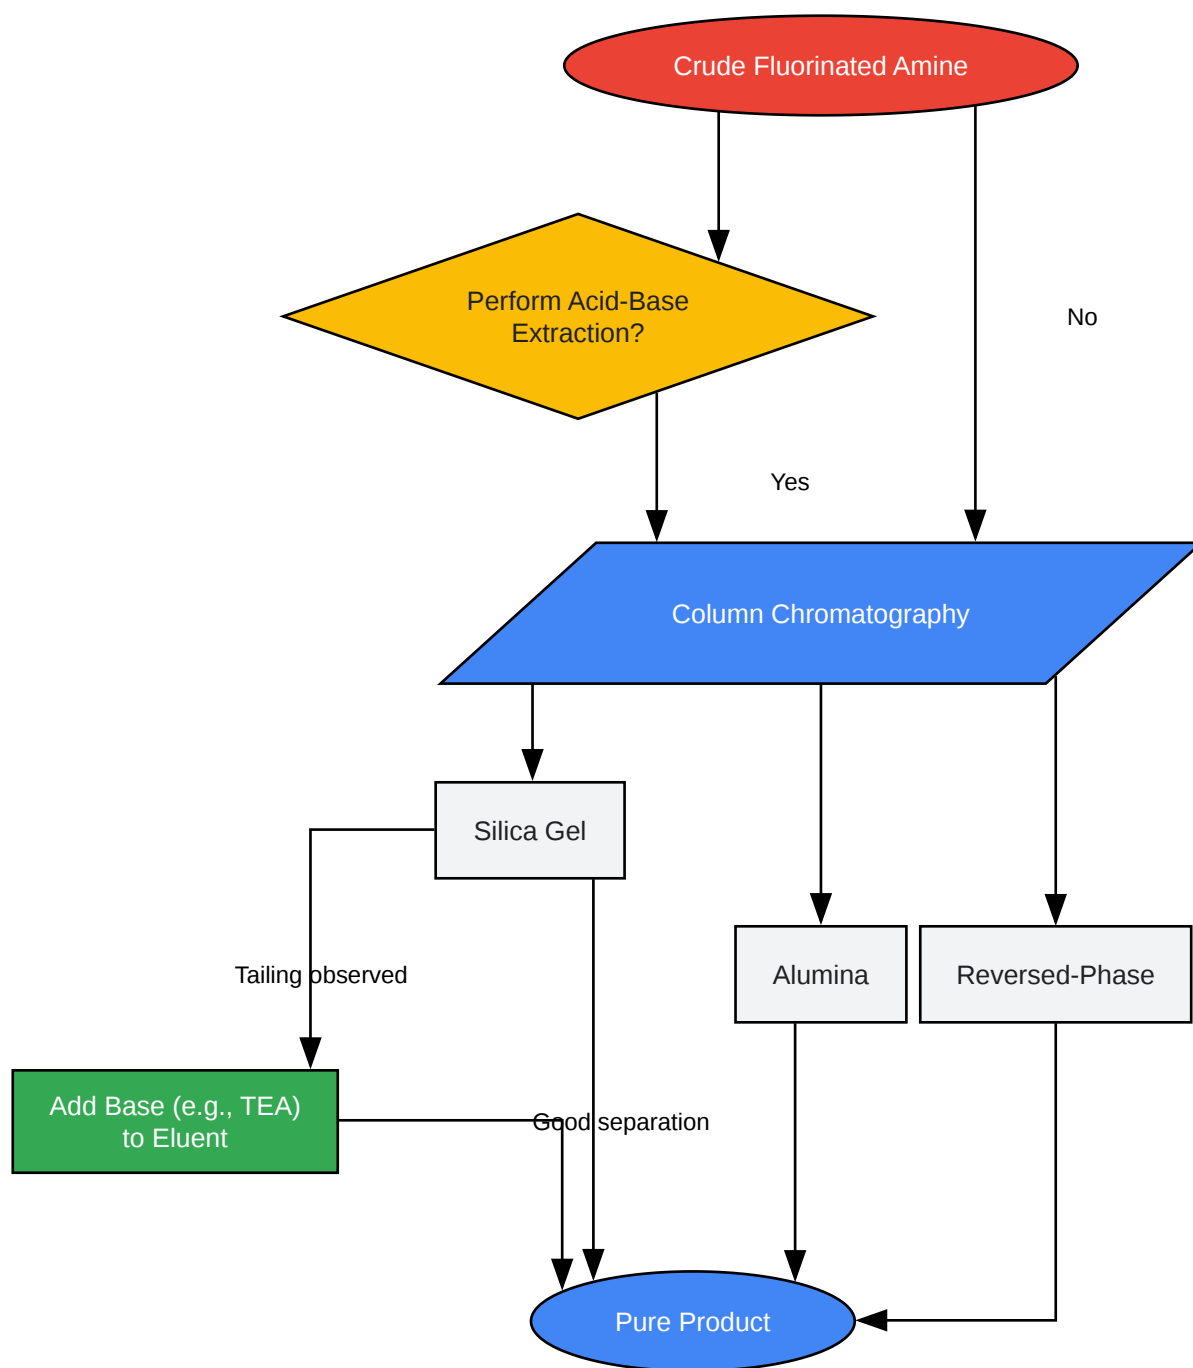 Crude Fluorinated Amine
Perform Acid-Base
Extraction?
No
Yes
Column Chromatography
Silica Gel
Tailing observed
Alumina
Reversed-Phase
Add Base (e.g., TEA)
to Eluent
Good separation
Pure Product